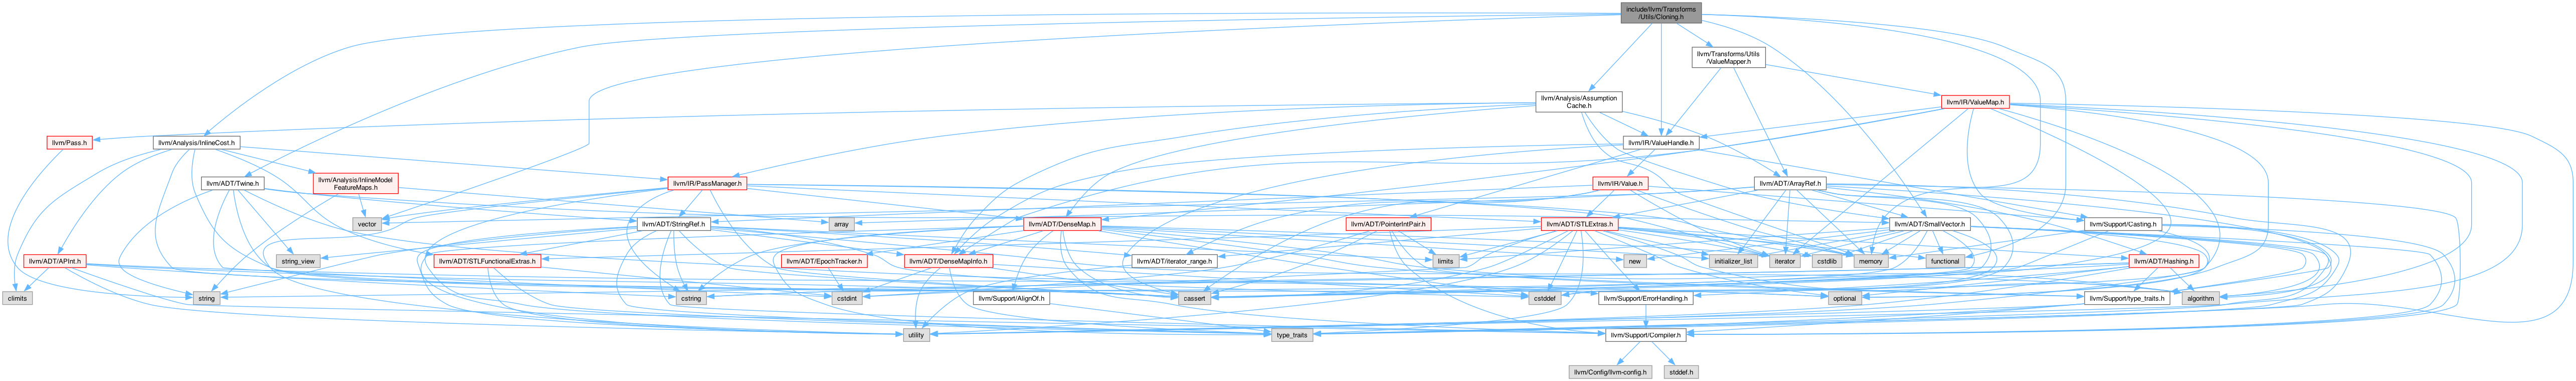 include/llvm/Transforms
/Utils/Cloning.h
llvm/Transforms/Utils
/ValueMapper.h
llvm/Analysis/Assumption
Cache.h
llvm/IR/ValueMap.h
llvm/Pass.h
llvm/Analysis/InlineCost.h
llvm/IR/ValueHandle.h
llvm/ADT/Twine.h
llvm/Analysis/InlineModel
FeatureMaps.h
llvm/IR/PassManager.h
llvm/IR/Value.h
llvm/ADT/ArrayRef.h
vector
llvm/ADT/StringRef.h
array
llvm/ADT/DenseMap.h
llvm/ADT/PointerIntPair.h
llvm/ADT/STLExtras.h
llvm/ADT/SmallVector.h
llvm/Support/Casting.h
llvm/ADT/APInt.h
string_view
llvm/ADT/STLFunctionalExtras.h
llvm/ADT/EpochTracker.h
llvm/ADT/DenseMapInfo.h
llvm/ADT/iterator_range.h
limits
new
initializer_list
iterator
cstdlib
memory
functional
llvm/ADT/Hashing.h
climits
string
cstring
cstdint
llvm/Support/AlignOf.h
cassert
cstddef
llvm/Support/ErrorHandling.h
optional
llvm/Support/type_traits.h
algorithm
utility
type_traits
llvm/Support/Compiler.h
llvm/Config/llvm-config.h
stddef.h